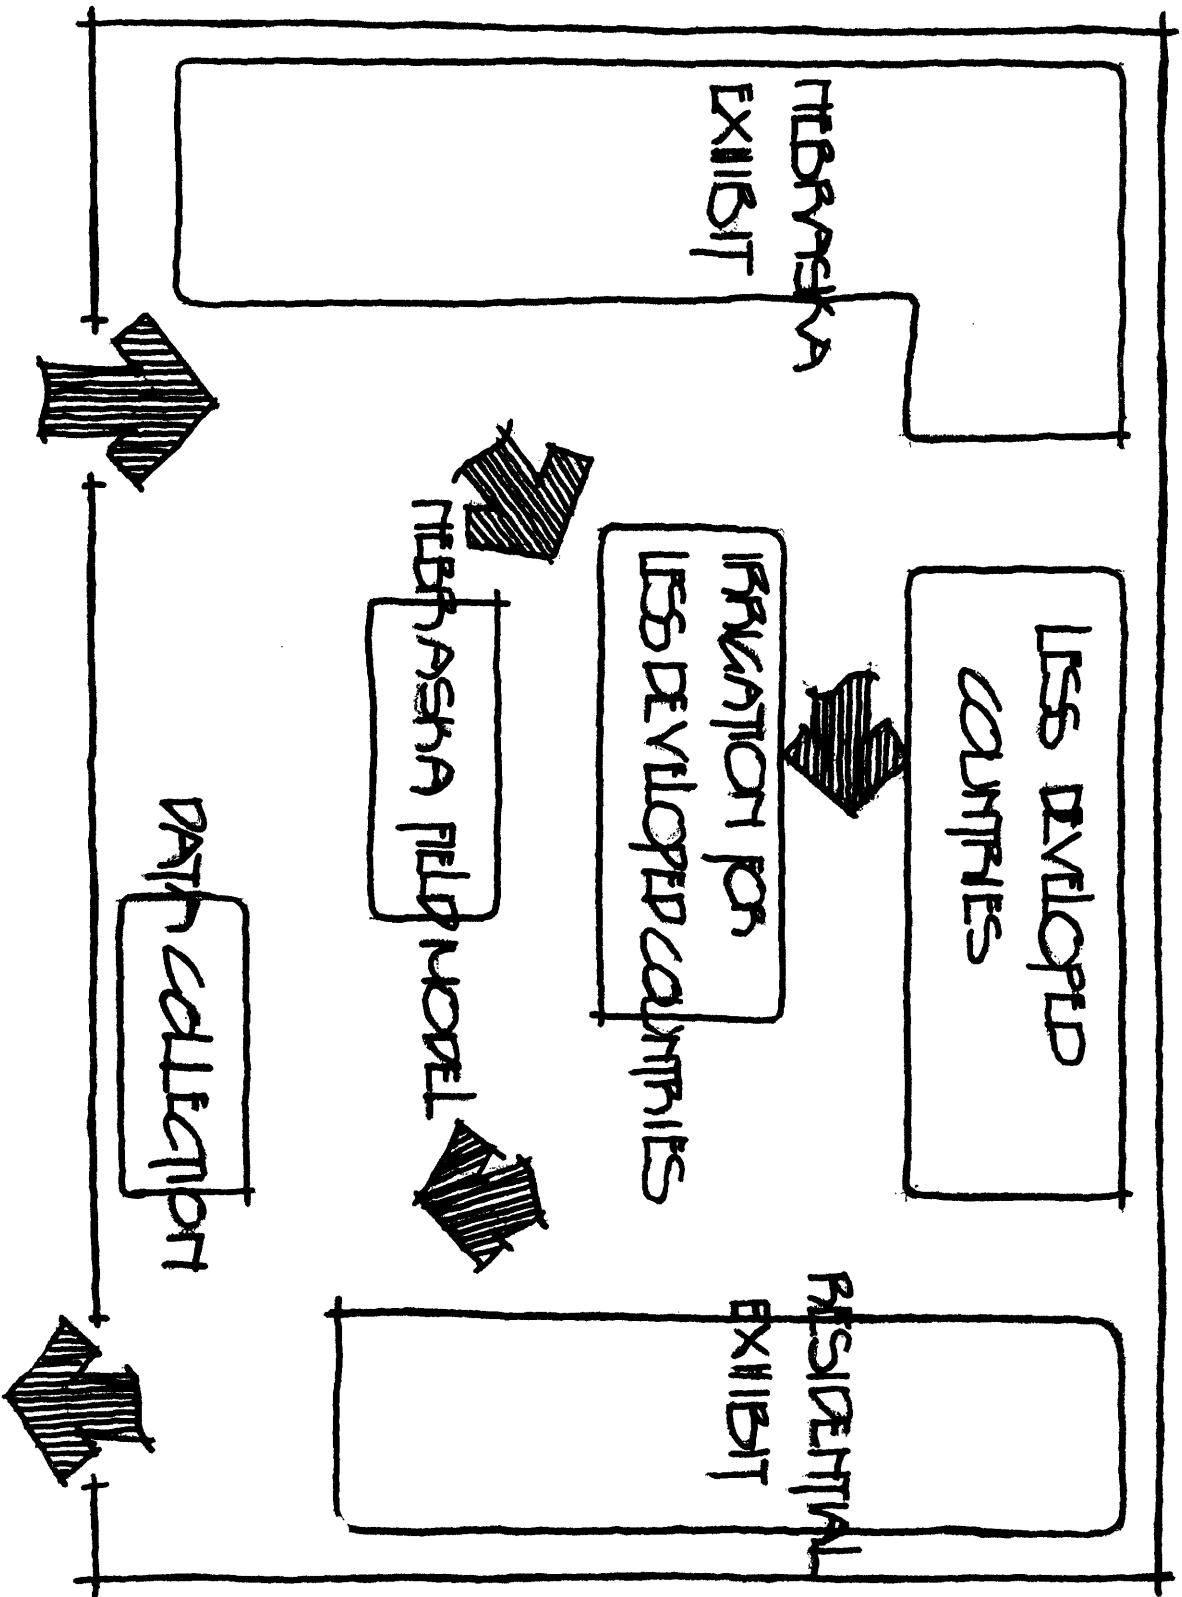 LESS DEVELOPED
COUNTRIES
NEBRASKA
EXHIBIT
IRRIGATION FOR
LESS DEVELOPED COUNTRIES
RESIDENTIAL
EXHIBIT
NEBRASKA FIELD MODEL
DATA COLLECTION